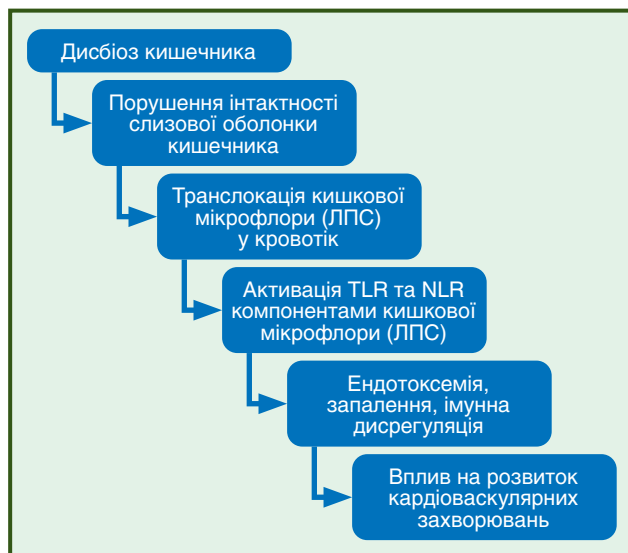 Дисбіоз кишечника
Порушення інтактності
слизової оболонки
кишечника
Транслокація кишкової
мікрофлори (ЛПС)
у кровотік
Активація TLR та NLR
компонентами кишкової
мікрофлори (ЛПС)
Ендотоксемія,
запалення, імунна
дисрегуляція
Вплив на розвиток
кардіоваскулярних
захворювань